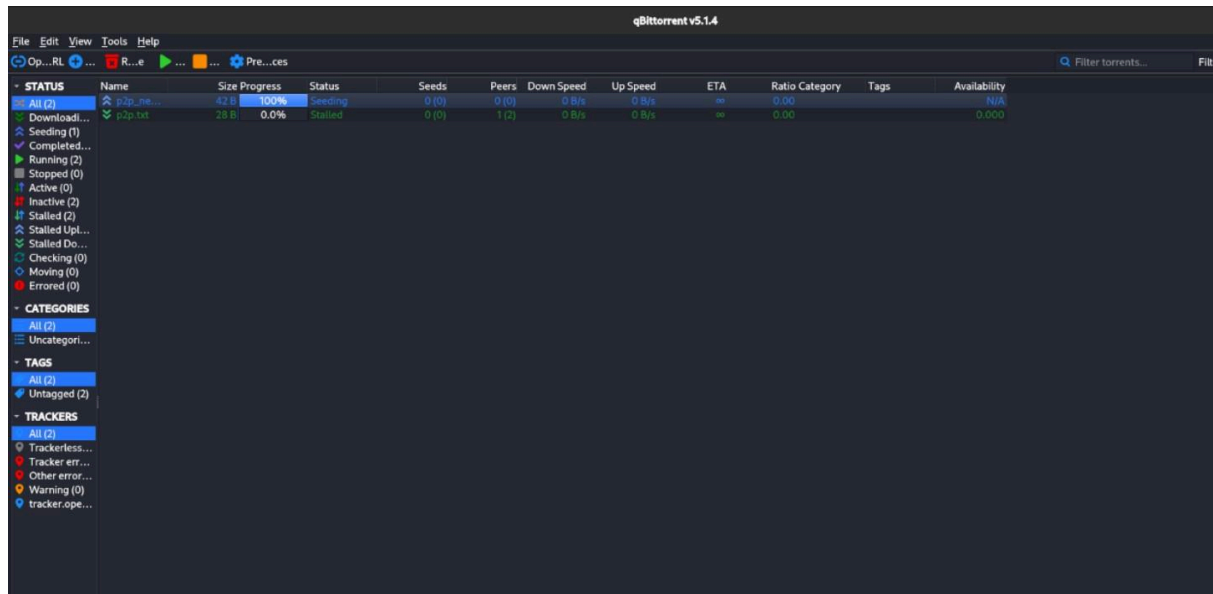 qBittorrent v5.1.4
File Edit View Tools Help
Op...RL ... R...e ... ... Pre...ces Filter torrents... Filt
STATUS
All (2)
Downloadi...
Seeding (1)
Completed...
Running (2)
Stopped (0)
Active (0)
Inactive (2)
Stalled (2)
Stalled Upl...
Stalled Do...
Checking (0)
Moving (0)
Errored (0)
CATEGORIES
All (2)
Uncategori...
TAGS
All (2)
Untagged (2)
TRACKERS
All (2)
Trackerless...
Tracker err...
Other error...
Warning (0)
tracker.ope...
Name Size Progress Status Seeds Peers Down Speed Up Speed ETA Ratio Category Tags Availability
p2p_ne... 42 B 100% Seeding 0 (0) 0 (0) 0 B/s 0 B/s ∞ 0.00 N/A
p2p.txt 28 B 0.0% Stalled 0 (0) 1 (2) 0 B/s 0 B/s ∞ 0.00 0.000